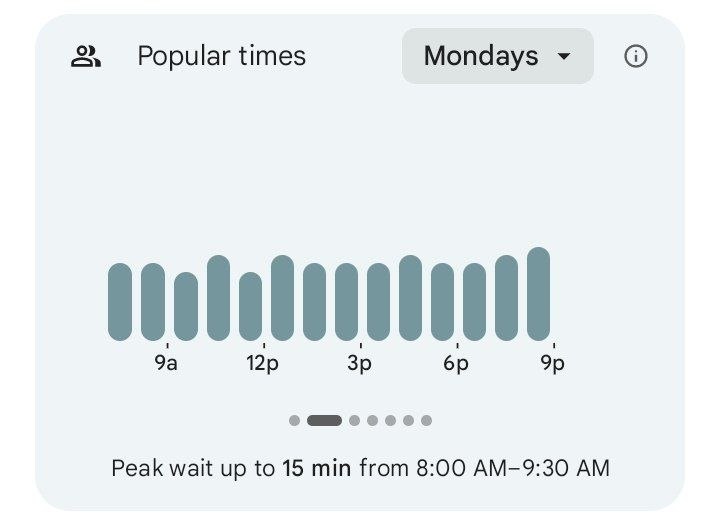 Popular times
Mondays
9a 12p 3p 6p 9p
Peak wait up to 15 min from 8:00 AM–9:30 AM